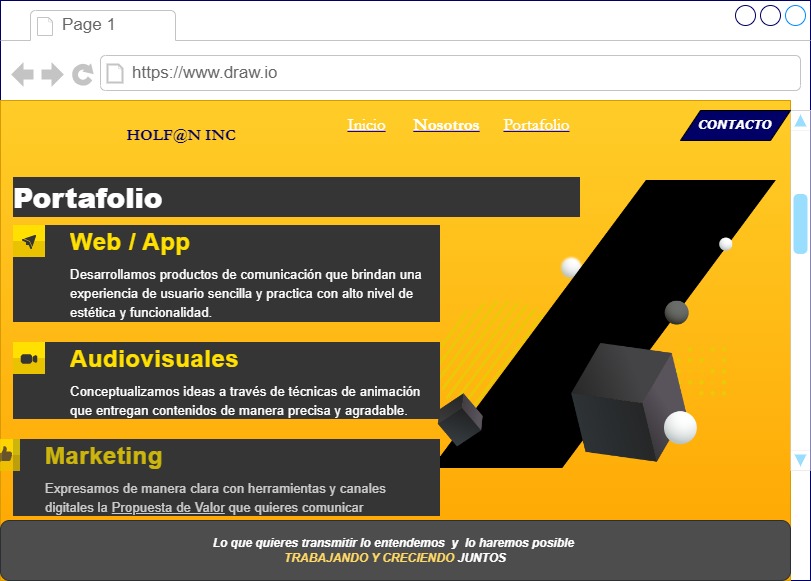 Page 1
https://www.draw.io
HOLF@N INC
Inicio Nosotros Portafolio
CONTACTO
Portafolio
Web / App
Desarrollamos productos de comunicación que brindan una
experiencia de usuario sencilla y practica con alto nivel de
estética y funcionalidad.
Audiovisuales
Conceptualizamos ideas a través de técnicas de animación
que entregan contenidos de manera precisa y agradable.
Marketing
Expresamos de manera clara con herramientas y canales
digitales la Propuesta de Valor que quieres comunicar
Lo que quieres transmitir lo entendemos y lo haremos posible
TRABAJANDO Y CRECIENDO JUNTOS